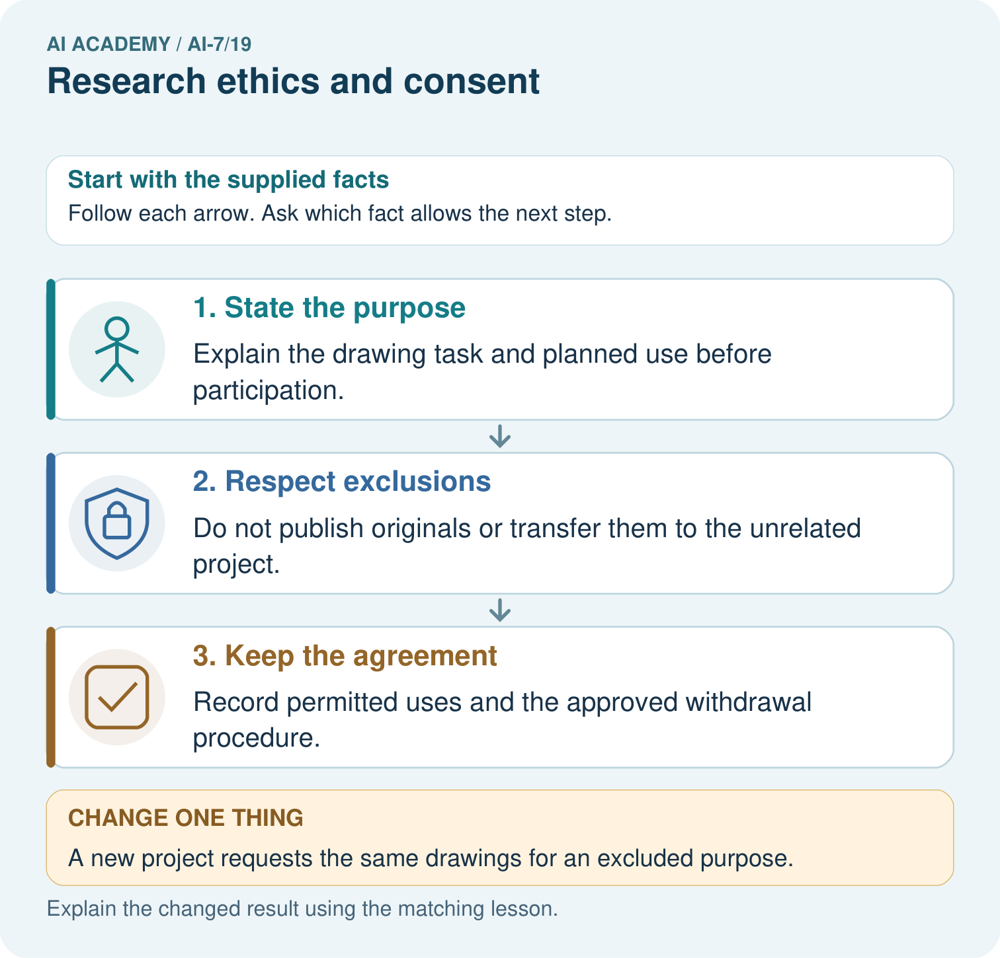 AI ACADEMY / AI-7/19
Research ethics and consent
Start with the supplied facts
Follow each arrow. Ask which fact allows the next step.
1. State the purpose
Explain the drawing task and planned use before
participation.
2. Respect exclusions
Do not publish originals or transfer them to the unrelated
project.
3. Keep the agreement
Record permitted uses and the approved withdrawal
procedure.
CHANGE ONE THING
A new project requests the same drawings for an excluded purpose.
Explain the changed result using the matching lesson.